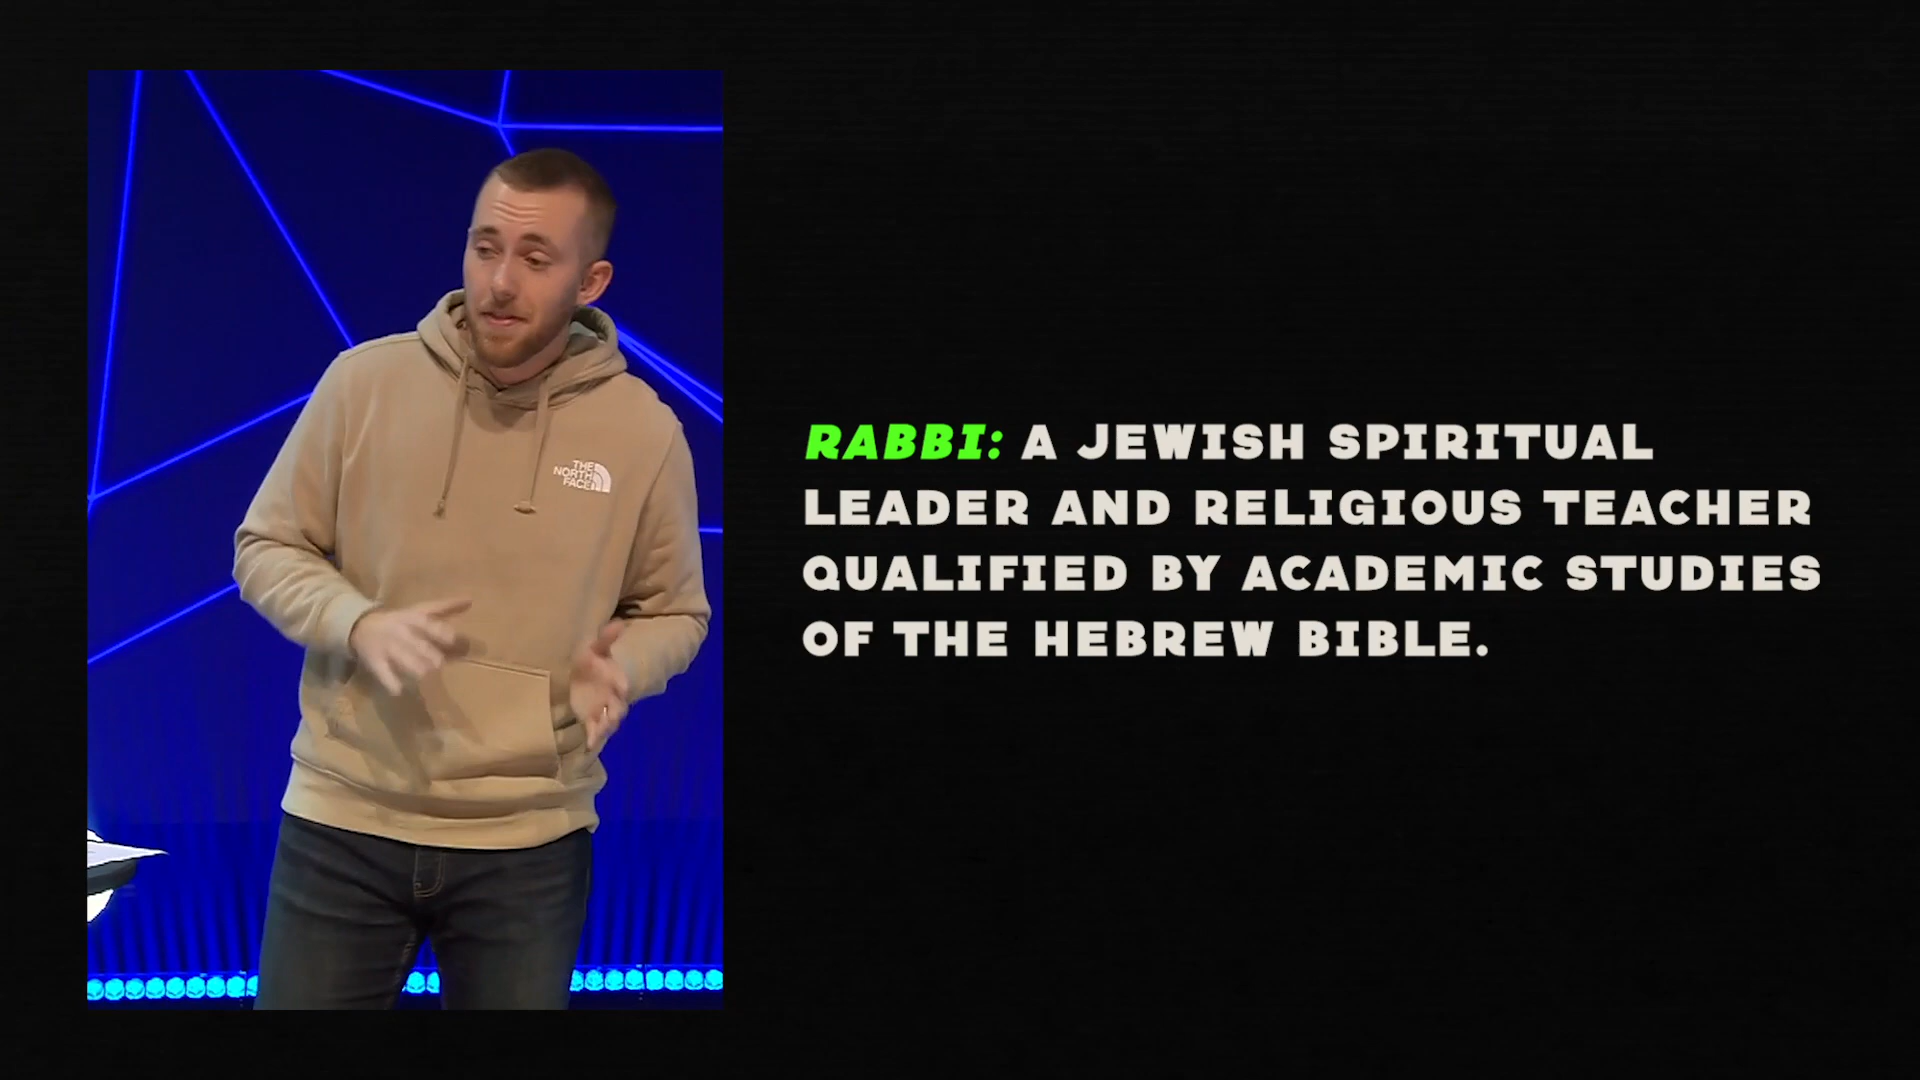 THE
NORTH
FACE
RABBI: A JEWISH SPIRITUAL
LEADER AND RELIGIOUS TEACHER
QUALIFIED BY ACADEMIC STUDIES
OF THE HEBREW BIBLE.